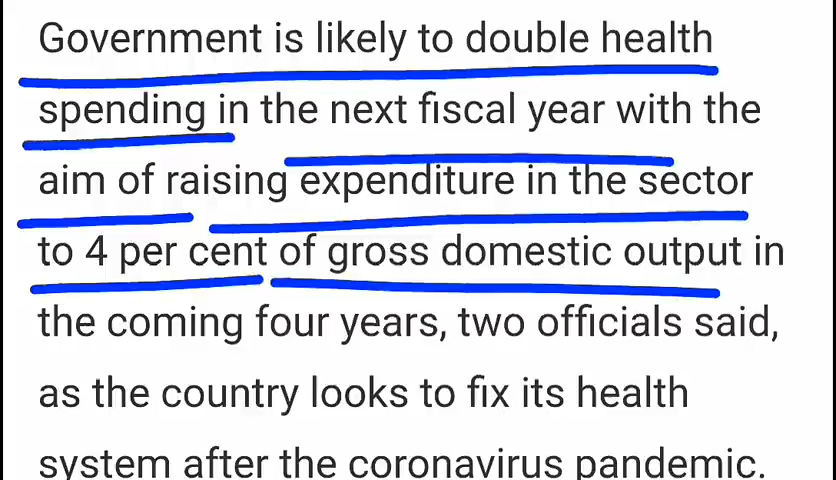 Government is likely to double health
spending in the next fiscal year with the
aim of raising expenditure in the sector
to 4 per cent of gross domestic output in
the coming four years, two officials said,
as the country looks to fix its health
system after the coronavirus pandemic.